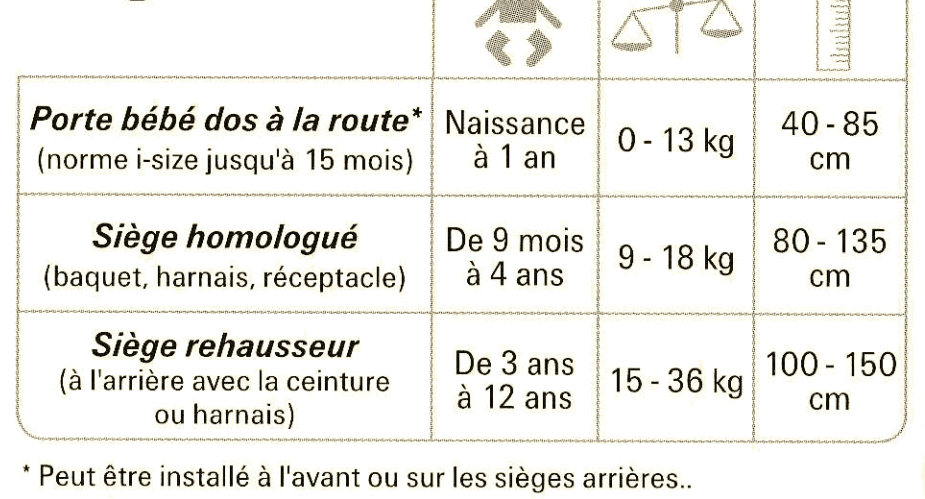 Porte bébé dos à la route*
(norme i-size jusqu'à 15 mois)
Naissance
à 1 an
0 - 13 kg
40 - 85
cm
Siège homologué
(baquet, harnais, réceptacle)
De 9 mois
à 4 ans
9 - 18 kg
80 - 135
cm
Siège rehausseur
(à l'arrière avec la ceinture
ou harnais)
De 3 ans
à 12 ans
15 - 36 kg
100 - 150
cm
* Peut être installé à l'avant ou sur les sièges arrières..